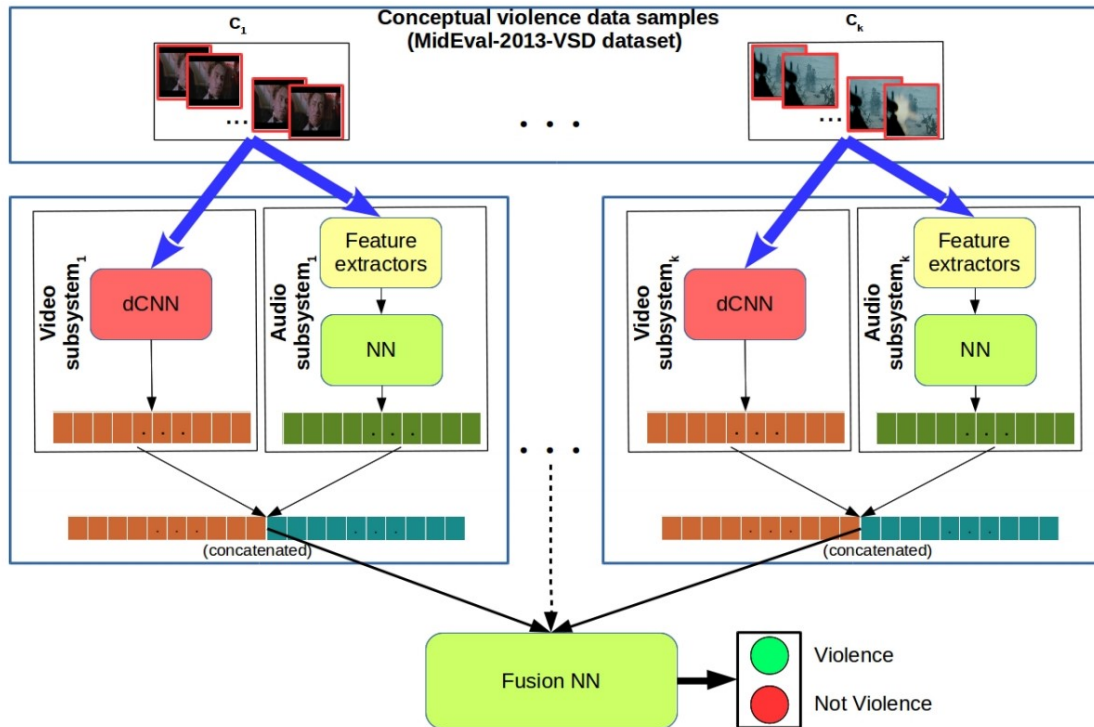 Conceptual violence data samples
(MidEval-2013-VSD dataset)
C1
Ck
...
...
. . .
Video
subsystem1
dCNN
. . .
Audio
subsystem1
Feature
extractors
NN
. . .
. . . . . .
(concatenated)
. . .
Video
subsystemk
dCNN
. . .
Audio
subsystemk
Feature
extractors
NN
. . .
. . . . . .
(concatenated)
Fusion NN
Violence
Not Violence